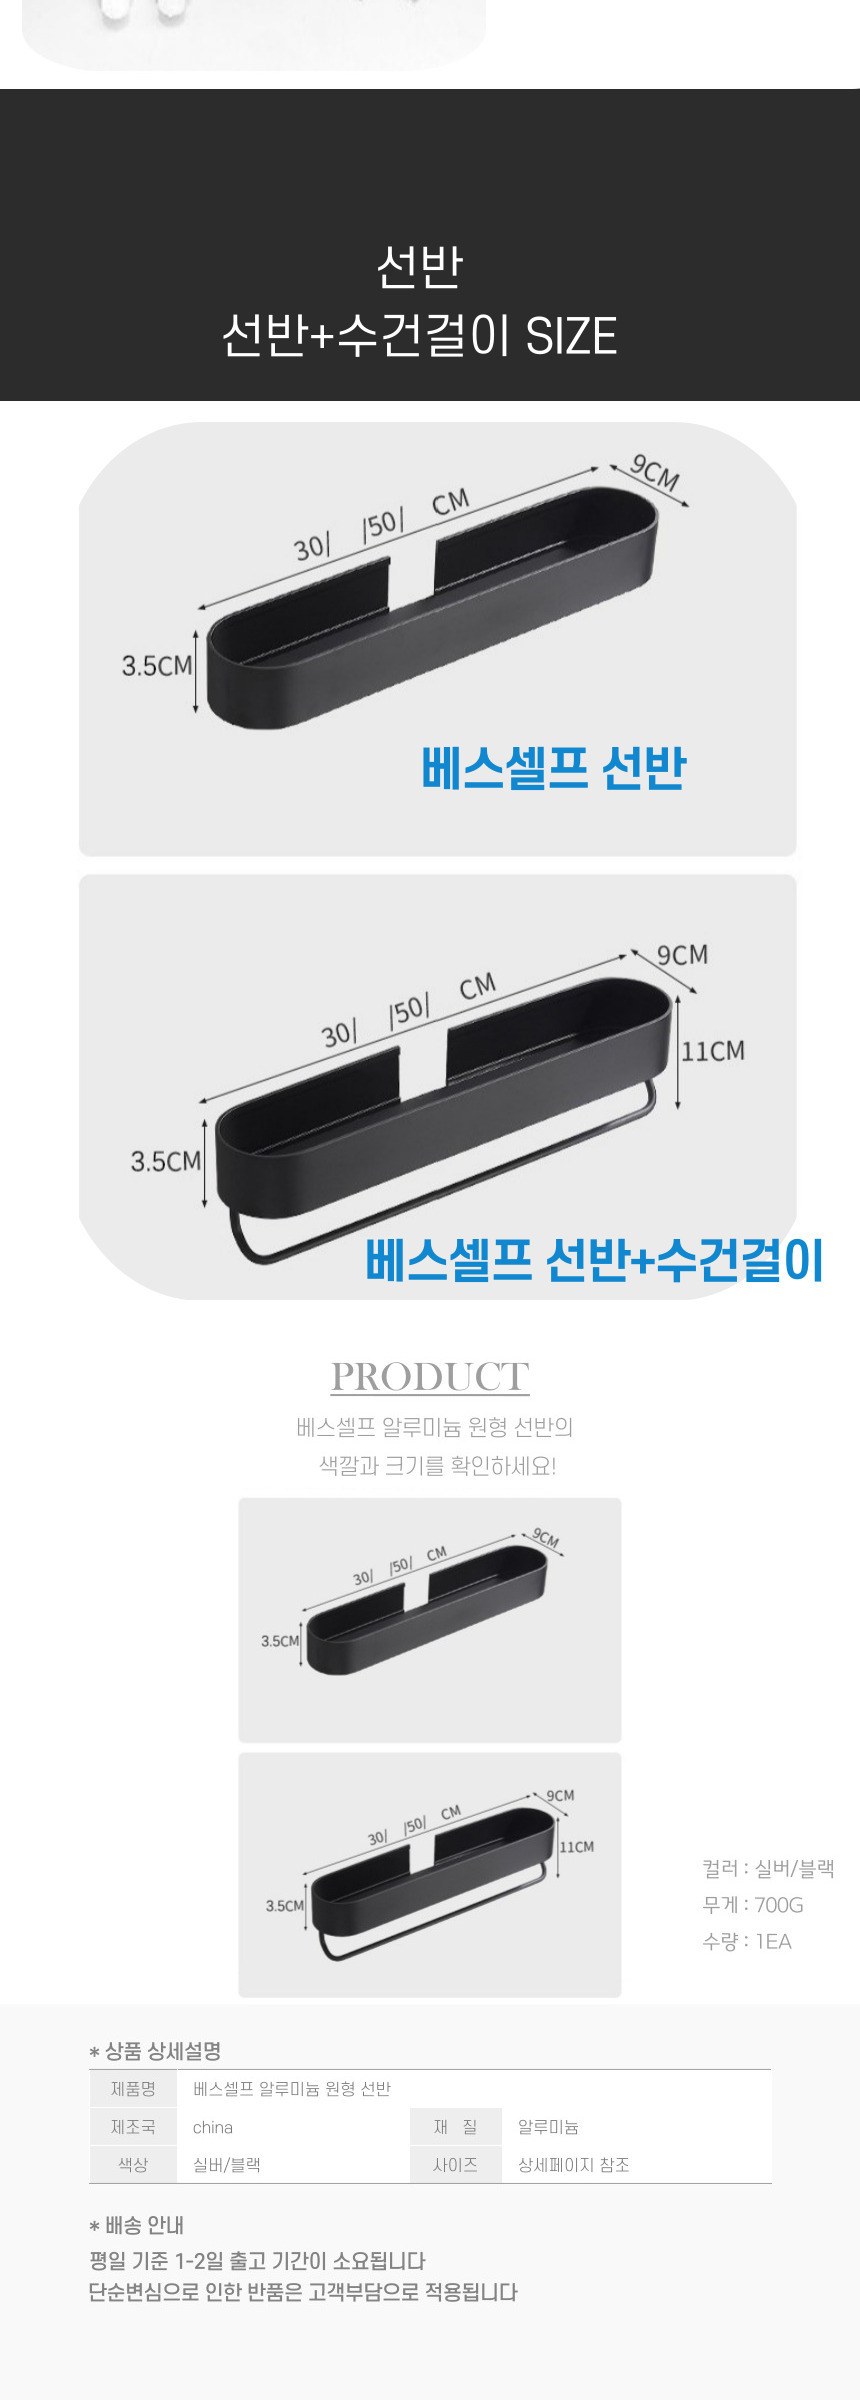 선반
선반+수건걸이 SIZE
30/ /50/ CM
9CM
3.5CM
베스셀프 선반
30/ /50/ CM
9CM
11CM
3.5CM
베스셀프 선반+수건걸이
PRODUCT
베스셀프 알루미늄 원형 선반의
색깔과 크기를 확인하세요!
30/ /50/ CM
9CM
3.5CM
30/ /50/ CM
9CM
11CM
3.5CM
컬러 : 실버/블랙
무게 : 700G
수량 : 1EA
* 상품 상세설명
제품명 베스셀프 알루미늄 원형 선반
제조국 china 재 질 알루미늄
색상 실버/블랙 사이즈 상세페이지 참조
* 배송 안내
평일 기준 1-2일 출고 기간이 소요됩니다
단순변심으로 인한 반품은 고객부담으로 적용됩니다